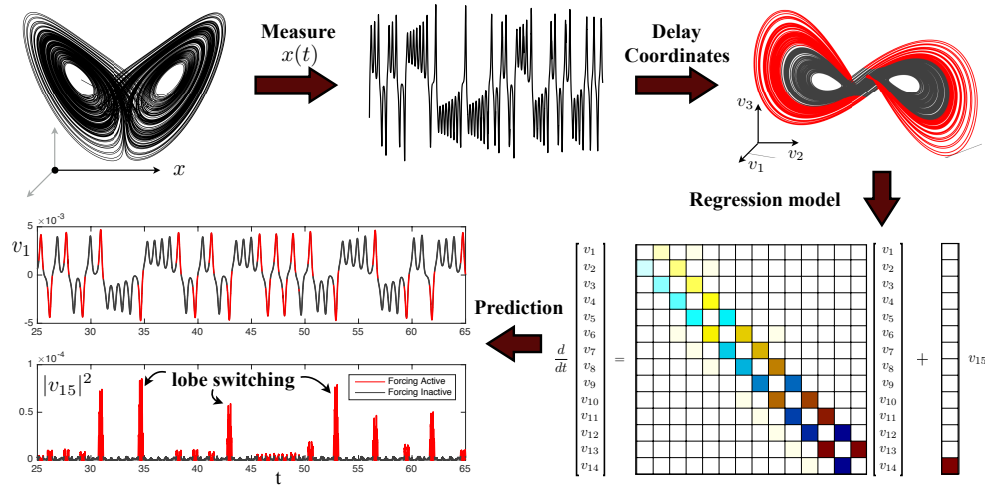 Measure
x(t)
Delay
Coordinates
x
v3
v2
v1
Regression model
×10^-3
5
v1
0
-5
25 30 35 40 45 50 55 60 65
Prediction
d/dt
v1
v2
v3
v4
v5
v6
v7
v8
v9
v10
v11
v12
v13
v14
=
v1
v2
v3
v4
v5
v6
v7
v8
v9
v10
v11
v12
v13
v14
+
v15
×10^-4
1
|v15|^2
lobe switching
Forcing Active
Forcing Inactive
0.5
0
25 30 35 40 45 50 55 60 65
t